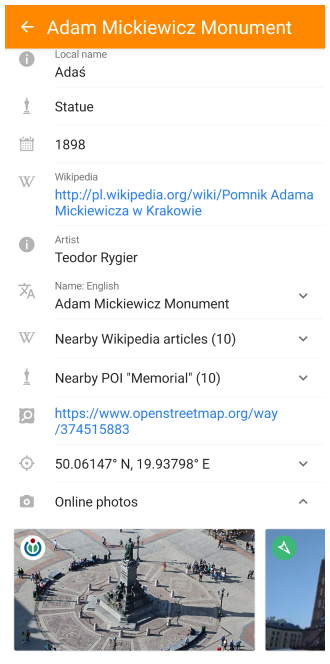 Adam Mickiewicz Monument
Local name
Adaś
Statue
1898
Wikipedia
http://pl.wikipedia.org/wiki/Pomnik Adama
Mickiewicza w Krakowie
Artist
Teodor Rygier
Name: English
Adam Mickiewicz Monument
Nearby Wikipedia articles (10)
Nearby POI "Memorial" (10)
https://www.openstreetmap.org/way
/374515883
50.06147° N, 19.93798° E
Online photos